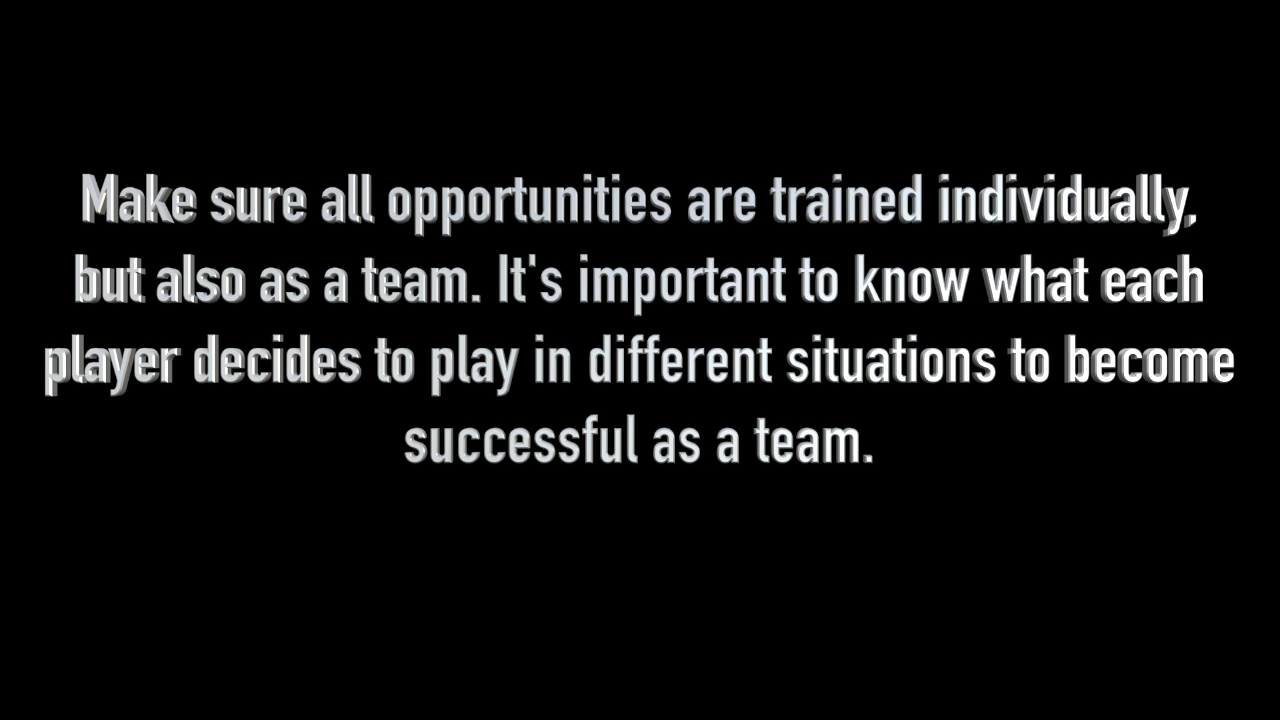 Make sure all opportunities are trained individually,
but also as a team. It's important to know what each
player decides to play in different situations to become
successful as a team.